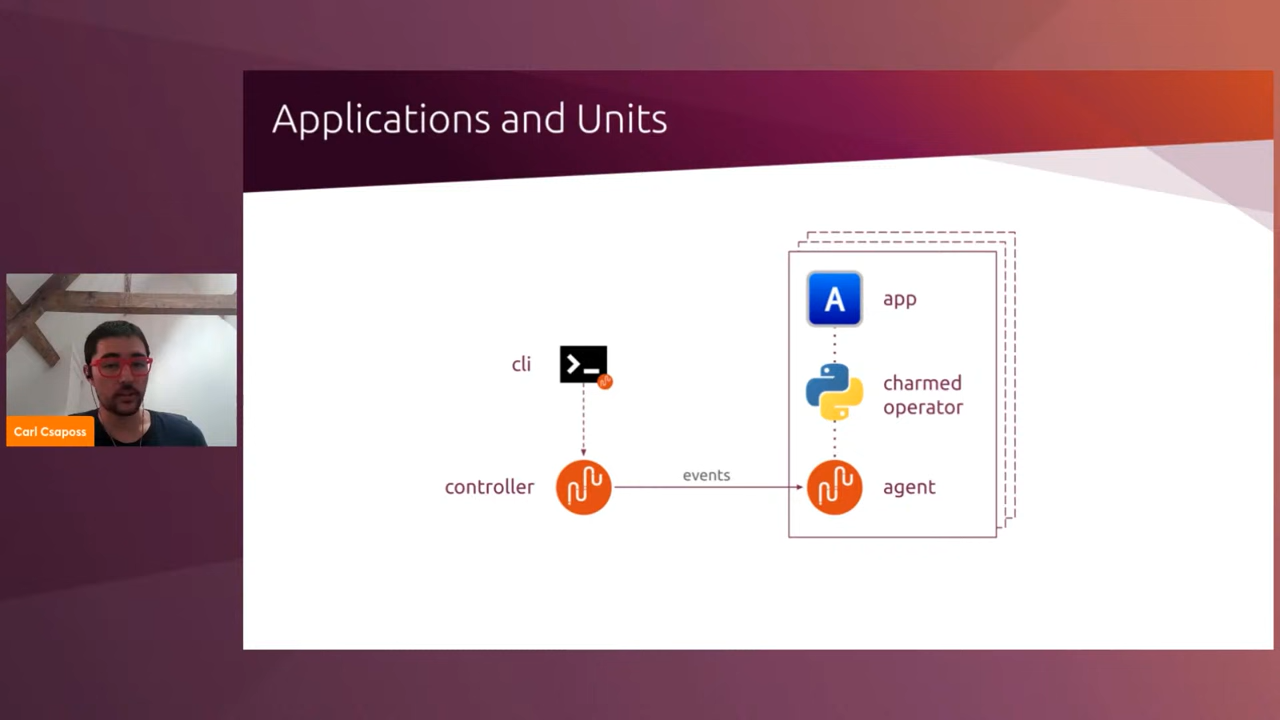 Applications and Units
A
app
cli
>_
charmed
operator
events
controller
agent
Carl Csaposs